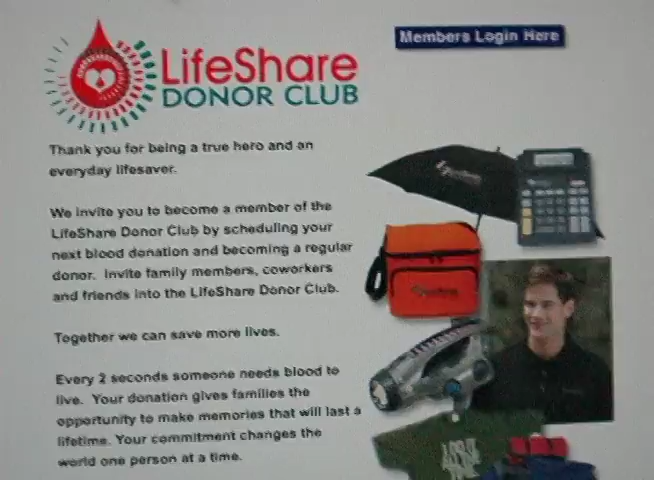 Members Login Here
LifeShare
DONOR CLUB
Thank you for being a true hero and an
everyday lifesaver.
We invite you to become a member of the
LifeShare Donor Club by scheduling your
next blood donation and becoming a regular
donor. Invite family members, coworkers
and friends into the LifeShare Donor Club.
Together we can save more lives.
Every 2 seconds someone needs blood to
live. Your donation gives families the
opportunity to make memories that will last a
lifetime. Your commitment changes the
world one person at a time.